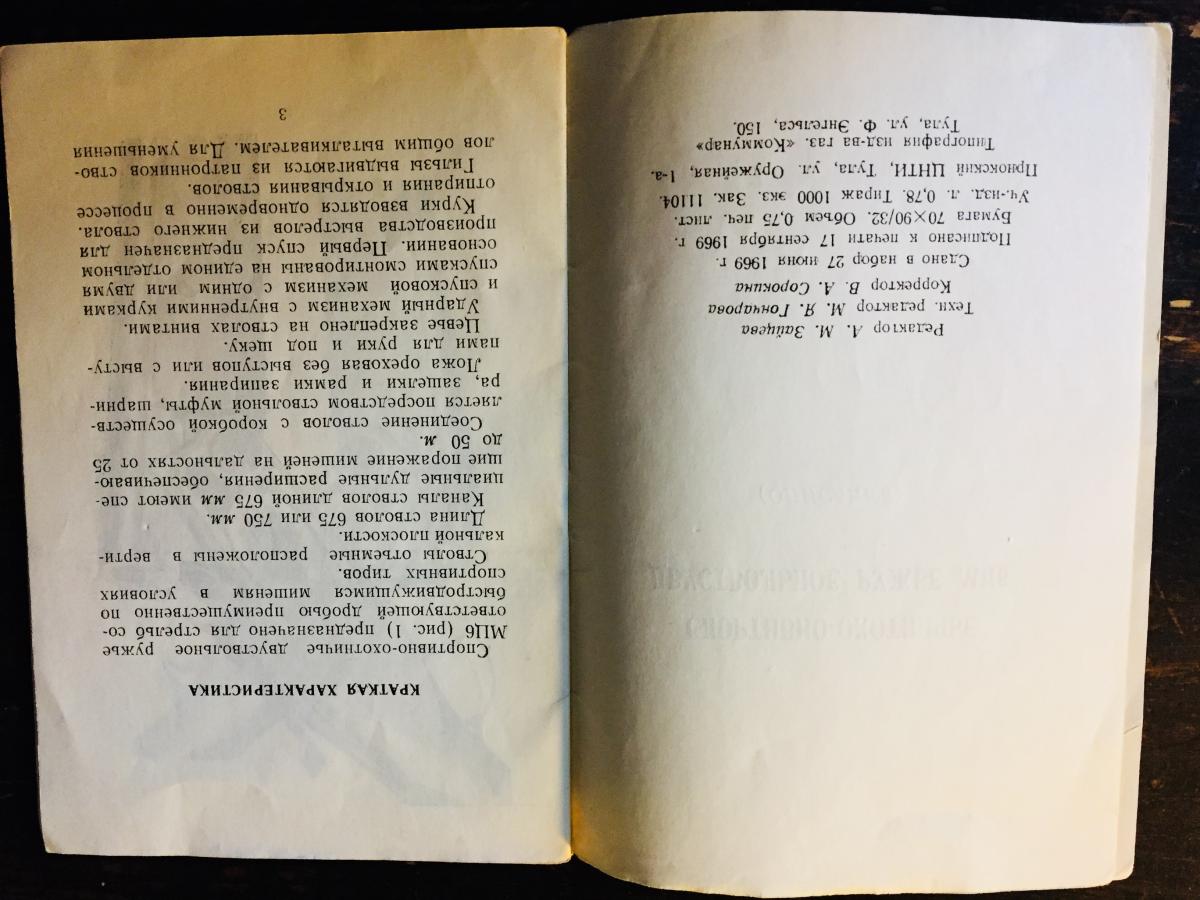 Редактор А. М. Зайцева
Техн. редактор М. Я. Гончарова
Корректор В. А. Сорокина
Сдано в набор 27 июня 1969 г.
Подписано к печати 17 сентября 1969 г.
Бумага 70×90/32. Объем 0,75 печ. лист.
Уч.-изд. л. 0,78. Тираж 1000 экз. Зак. 11104.
Приокский ЦНТИ, Тула, ул. Оружейная, 1-а.
Типография изд-ва газ. «Коммунар»
Тула, ул. Ф. Энгельса, 150.
КРАТКАЯ ХАРАКТЕРИСТИКА
Спортивно-охотничье двуствольное ружье
МЦ6 (рис. 1) предназначено для стрельб со-
ответствующей дробью преимущественно по
быстродвижущимся мишеням в условиях
спортивных тиров.
Стволы отъемные расположены в верти-
кальной плоскости.
Длина стволов 675 или 750 мм.
Каналы стволов длиной 675 мм имеют спе-
циальные дульные расширения, обеспечиваю-
щие поражение мишеней на дальностях от 25
до 50 м.
Соединение стволов с коробкой осуществ-
ляется посредством ствольной муфты, шарни-
ра, защелки и рамки запирания.
Ложа ореховая без выступов или с высту-
пами для руки и под щеку.
Цевье закреплено на стволах винтами.
Ударный механизм с внутренними курками
и спусковой механизм с одним или двумя
спусками смонтированы на едином отдельном
основании. Первый спуск предназначен для
производства выстрелов из нижнего ствола.
Курки взводятся одновременно в процессе
отпирания и открывания стволов.
Гильзы выдвигаются из патронников ство-
лов общим выталкивателем. Для уменьшения
3